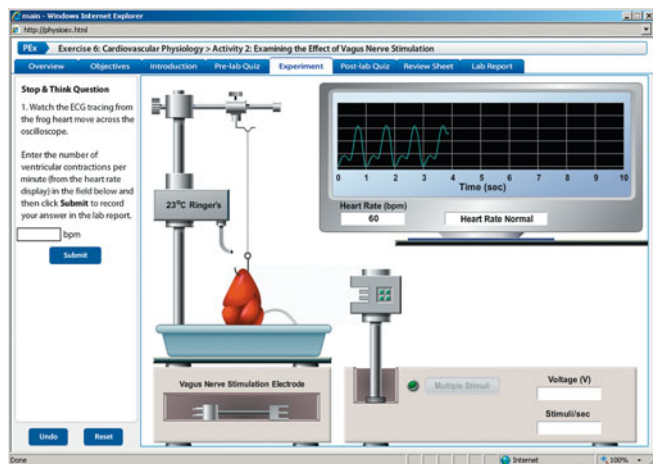 main - Windows Internet Explorer
http://physioex.html
PEx Exercise 6: Cardiovascular Physiology > Activity 2: Examining the Effect of Vagus Nerve Stimulation
Overview Objectives Introduction Pre-lab Quiz Experiment Post-lab Quiz Review Sheet Lab Report
Stop & Think Question
1. Watch the ECG tracing from
the frog heart move across the
oscilloscope.
Enter the number of
ventricular contractions per
minute (from the heart rate
display) in the field below and
then click Submit to record
your answer in the lab report.
bpm
Submit
Undo Reset
23°C Ringer's
0 1 2 3 4 5 6 7 8 9 10
Time (sec)
Heart Rate (bpm)
60 Heart Rate Normal
Vagus Nerve Stimulation Electrode
Multiple Stimuli
Voltage (V)
Stimuli/sec
Done Internet 100%